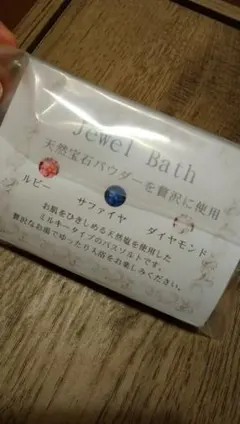 Jewel Bath
天然宝石パウダーを贅沢に使用
ルビー
サファイヤ
ダイヤモンド
お肌をひきしめる天然塩を使用した
ミルキータイプのバスソルトです。
贅沢なお湯でゆったり入浴をお楽しみください。